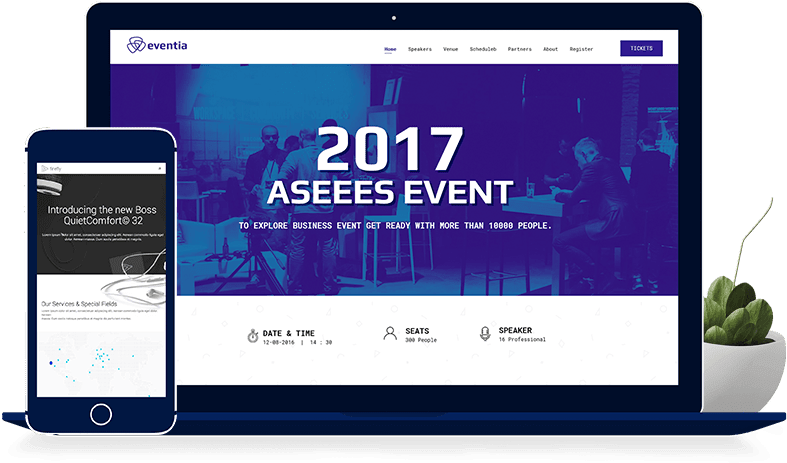 eventia
Home Speakers Venue Scheduleb Partners About Register TICKETS
2017
ASEEES EVENT
TO EXPLORE BUSINESS EVENT GET READY WITH MORE THAN 10000 PEOPLE.
DATE & TIME
12-08-2016 | 14 : 30
SEATS
300 People
SPEAKER
16 Professional
firefly
Introducing the new Boss
QuietComfort© 32
Our Services & Special Fields